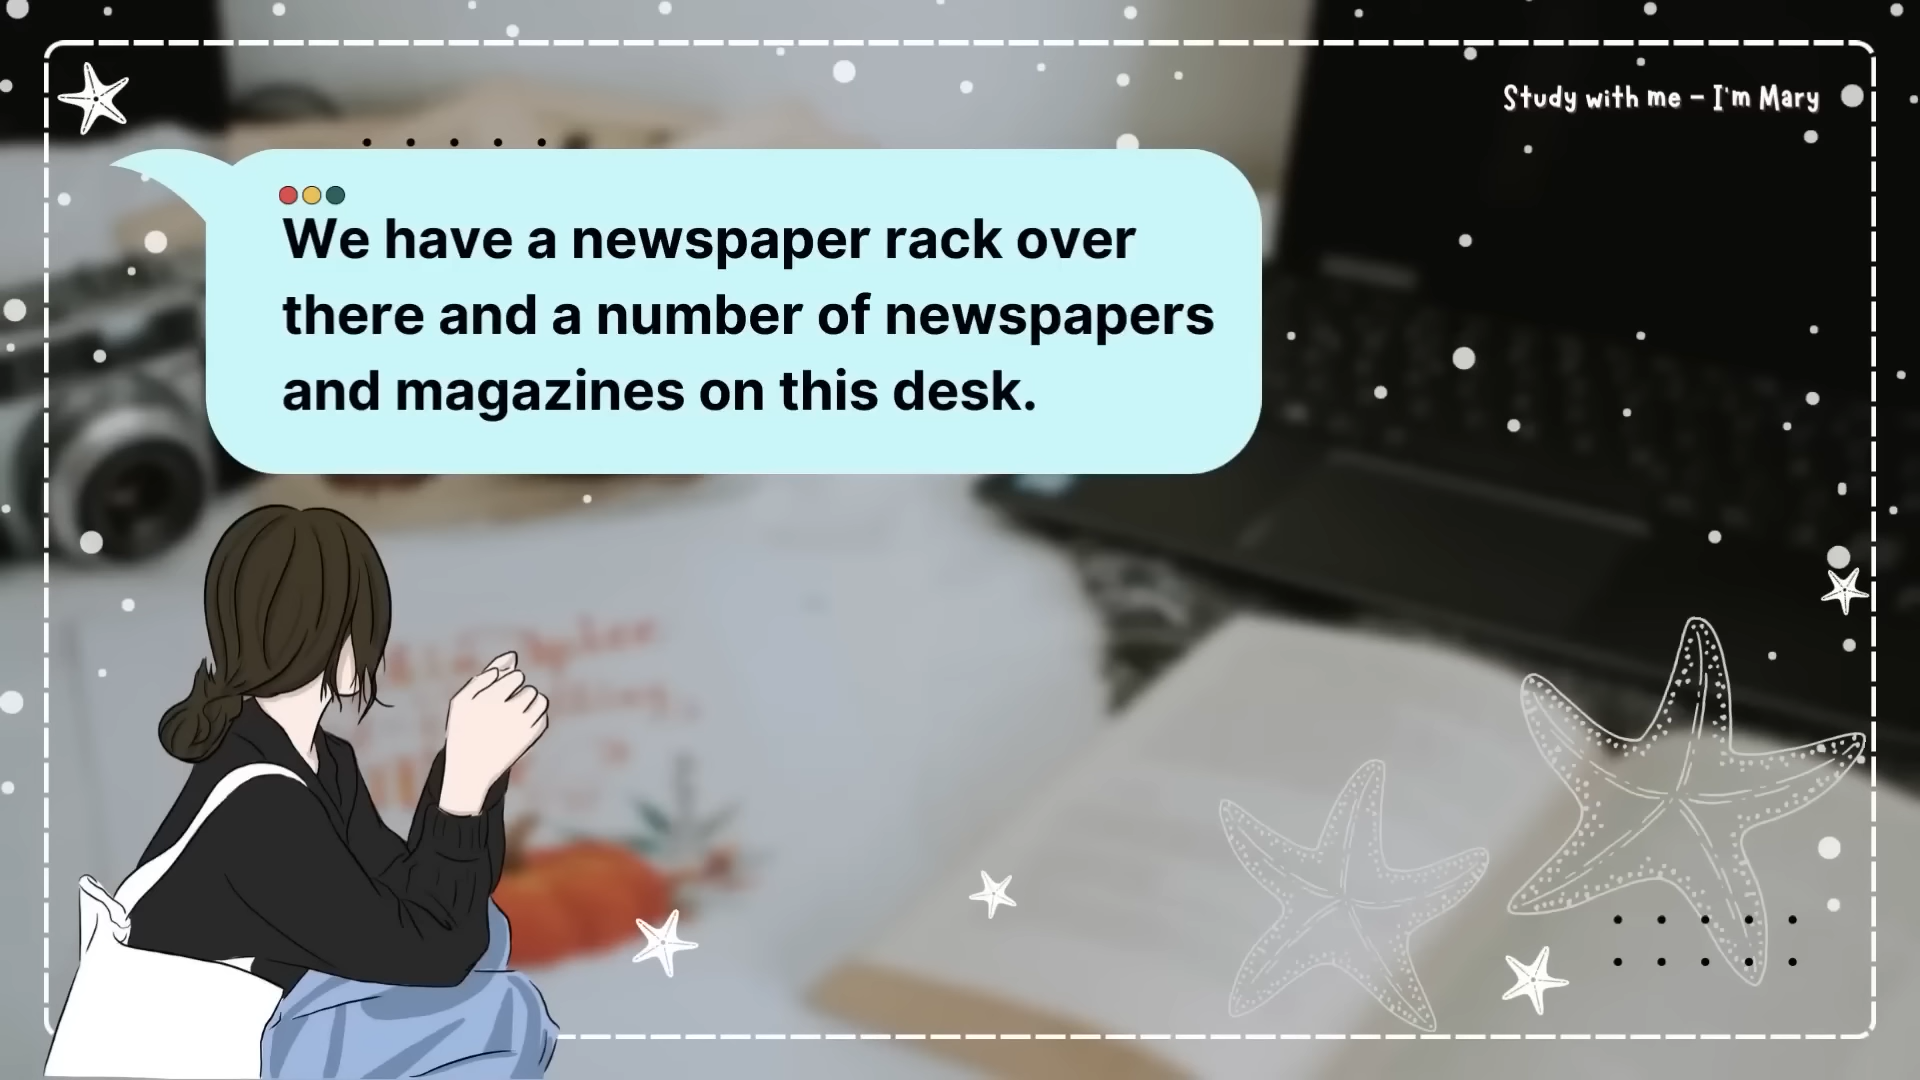 Study with me - I'm Mary
We have a newspaper rack over
there and a number of newspapers
and magazines on this desk.